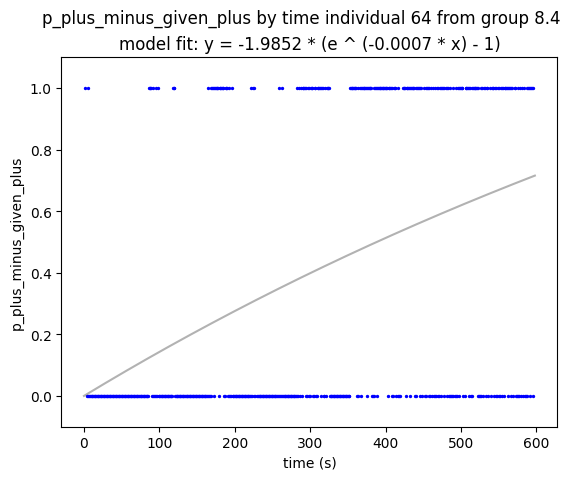 p_plus_minus_given_plus by time individual 64 from group 8.4
model fit: y = -1.9852 * (e ^ (-0.0007 * x) - 1)
p_plus_minus_given_plus
1.0
0.8
0.6
0.4
0.2
0.0
0 100 200 300 400 500 600
time (s)